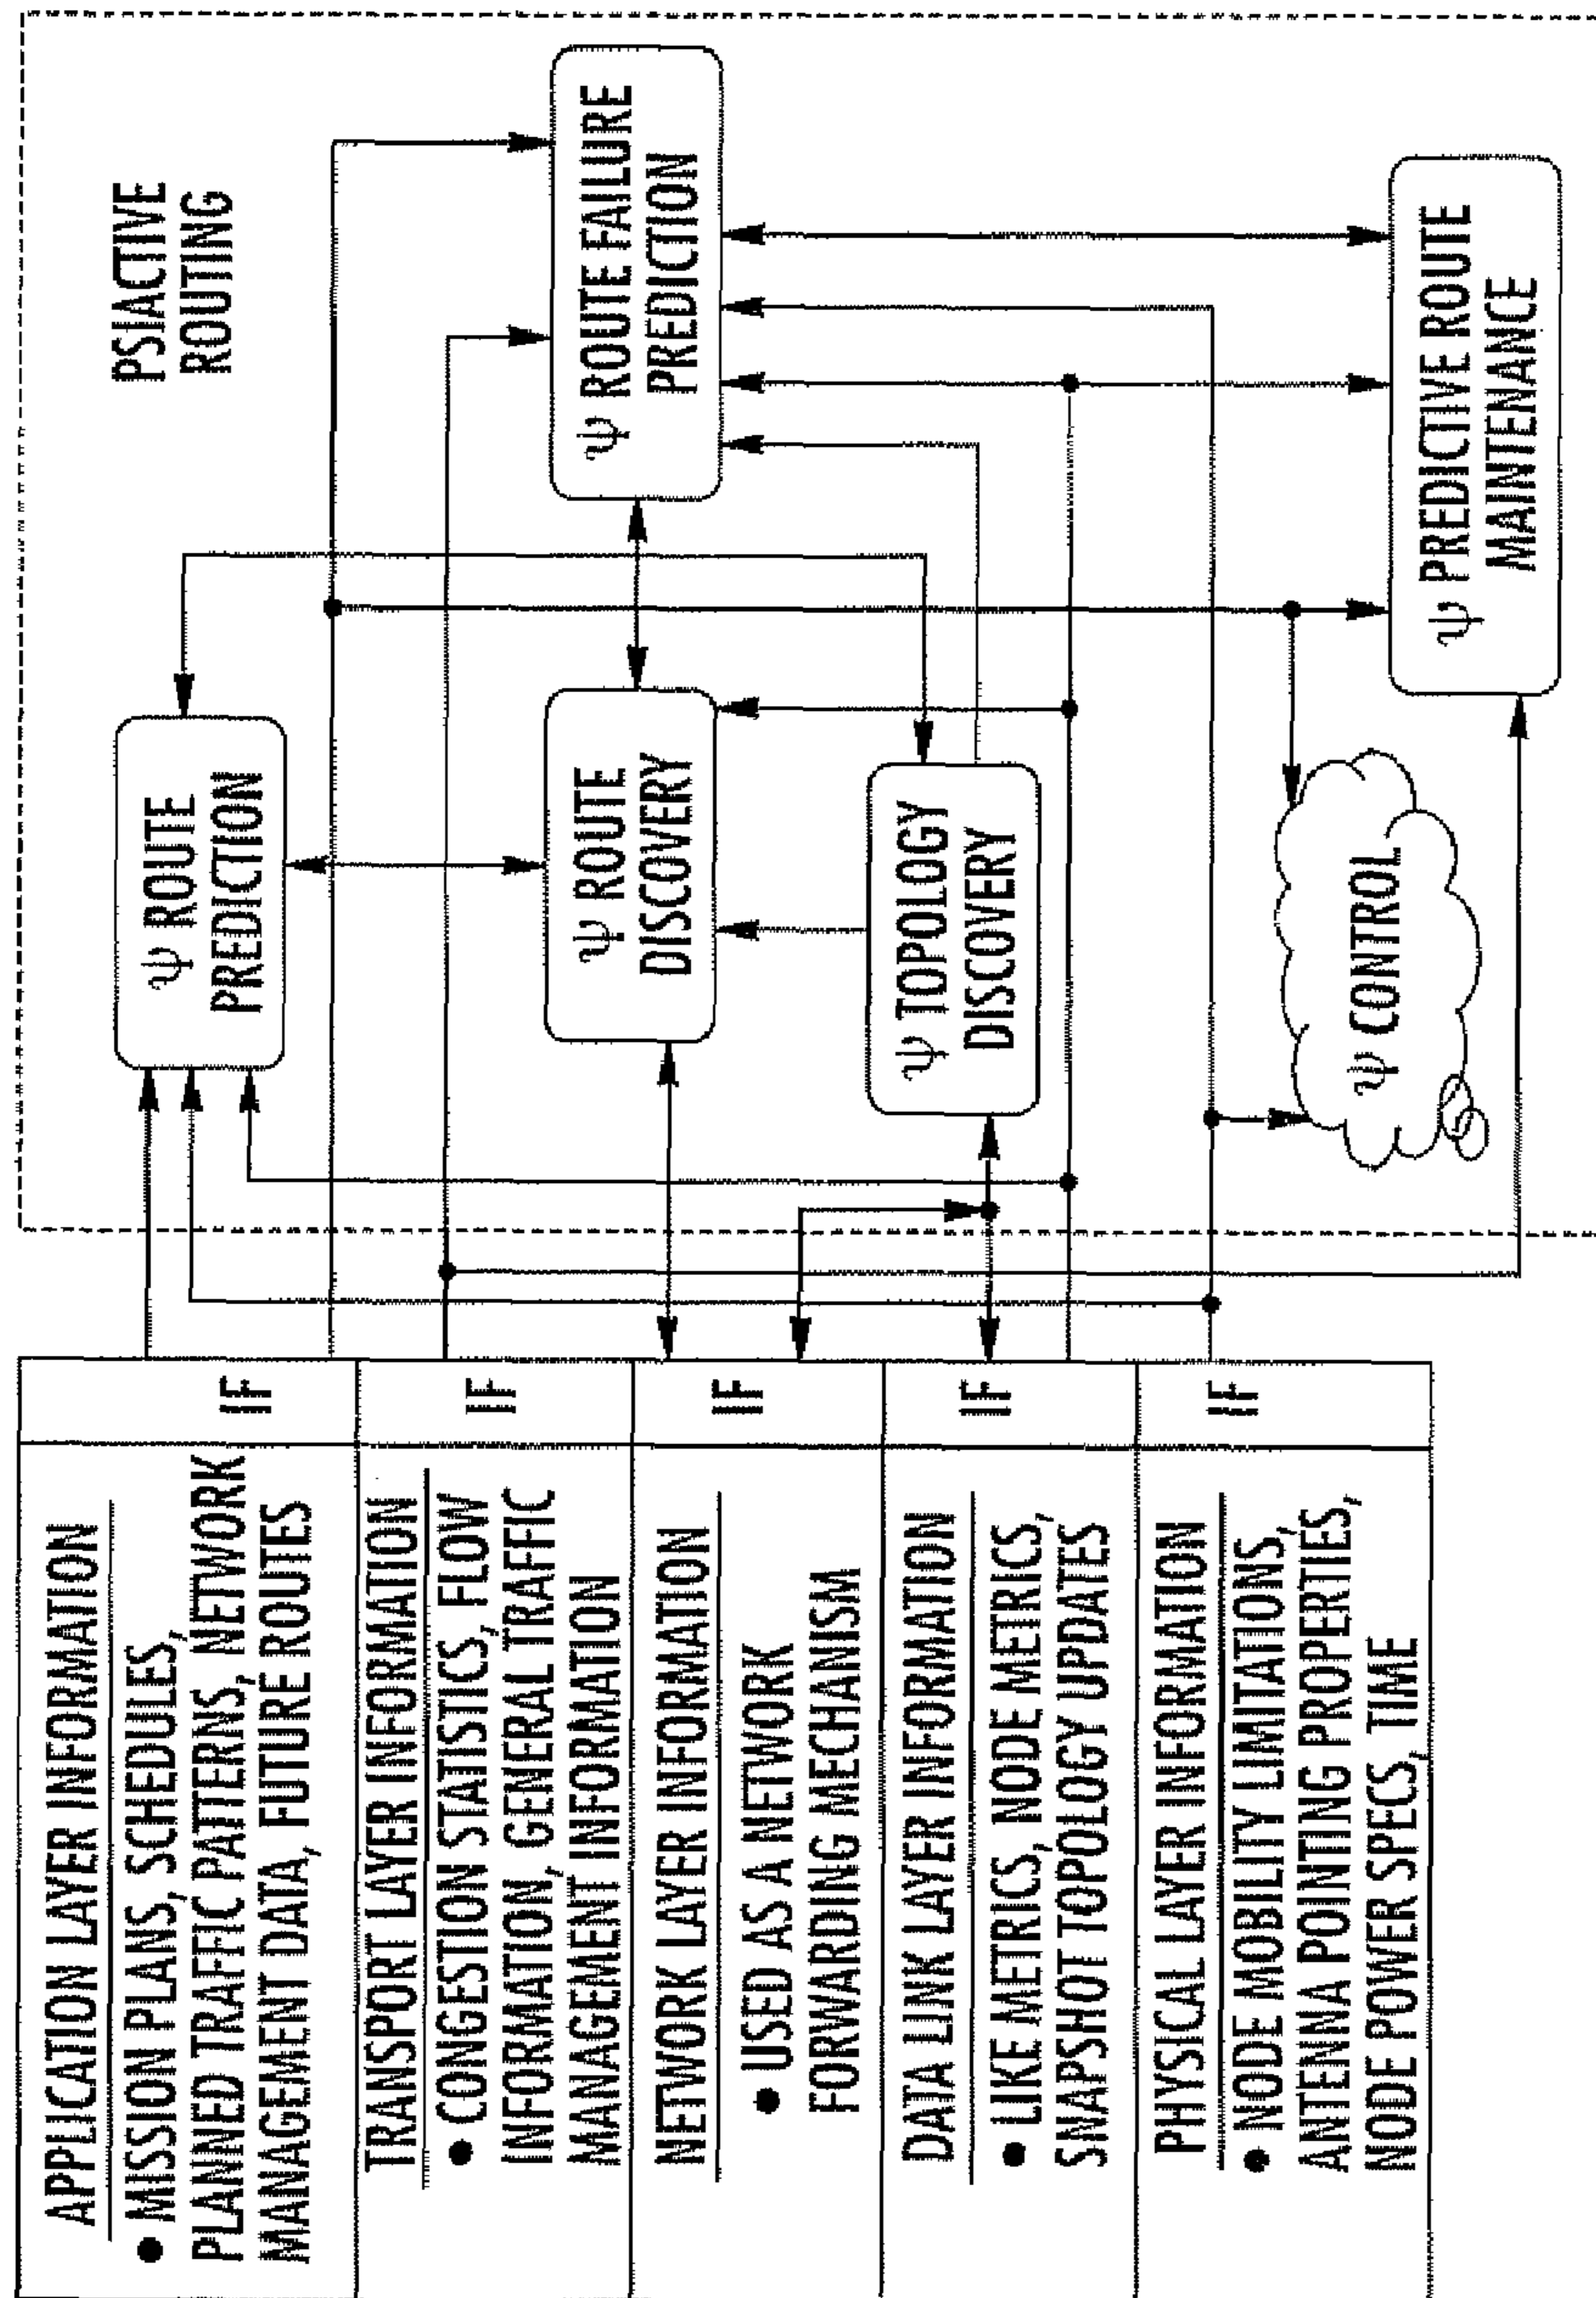 APPLICATION LAYER INFORMATION
● MISSION PLANS, SCHEDULES,
PLANNED TRAFFIC PATTERNS, NETWORK
MANAGEMENT DATA, FUTURE ROUTES
IF
TRANSPORT LAYER INFORMATION
● CONGESTION STATISTICS, FLOW
INFORMATION, GENERAL TRAFFIC
MANAGEMENT INFORMATION
IF
NETWORK LAYER INFORMATION
● USED AS A NETWORK
FORWARDING MECHANISM
IF
DATA LINK LAYER INFORMATION
● LIKE METRICS, NODE METRICS,
SNAPSHOT TOPOLOGY UPDATES
IF
PHYSICAL LAYER INFORMATION
● NODE MOBILITY LIMITATIONS,
ANTENNA POINTING PROPERTIES,
NODE POWER SPECS, TIME
IF
PSIACTIVE
ROUTING
ψ ROUTE
PREDICTION
ψ ROUTE
DISCOVERY
ψ TOPOLOGY
DISCOVERY
ψ CONTROL
ψ ROUTE FAILURE
PREDICTION
ψ PREDICTIVE ROUTE
MAINTENANCE